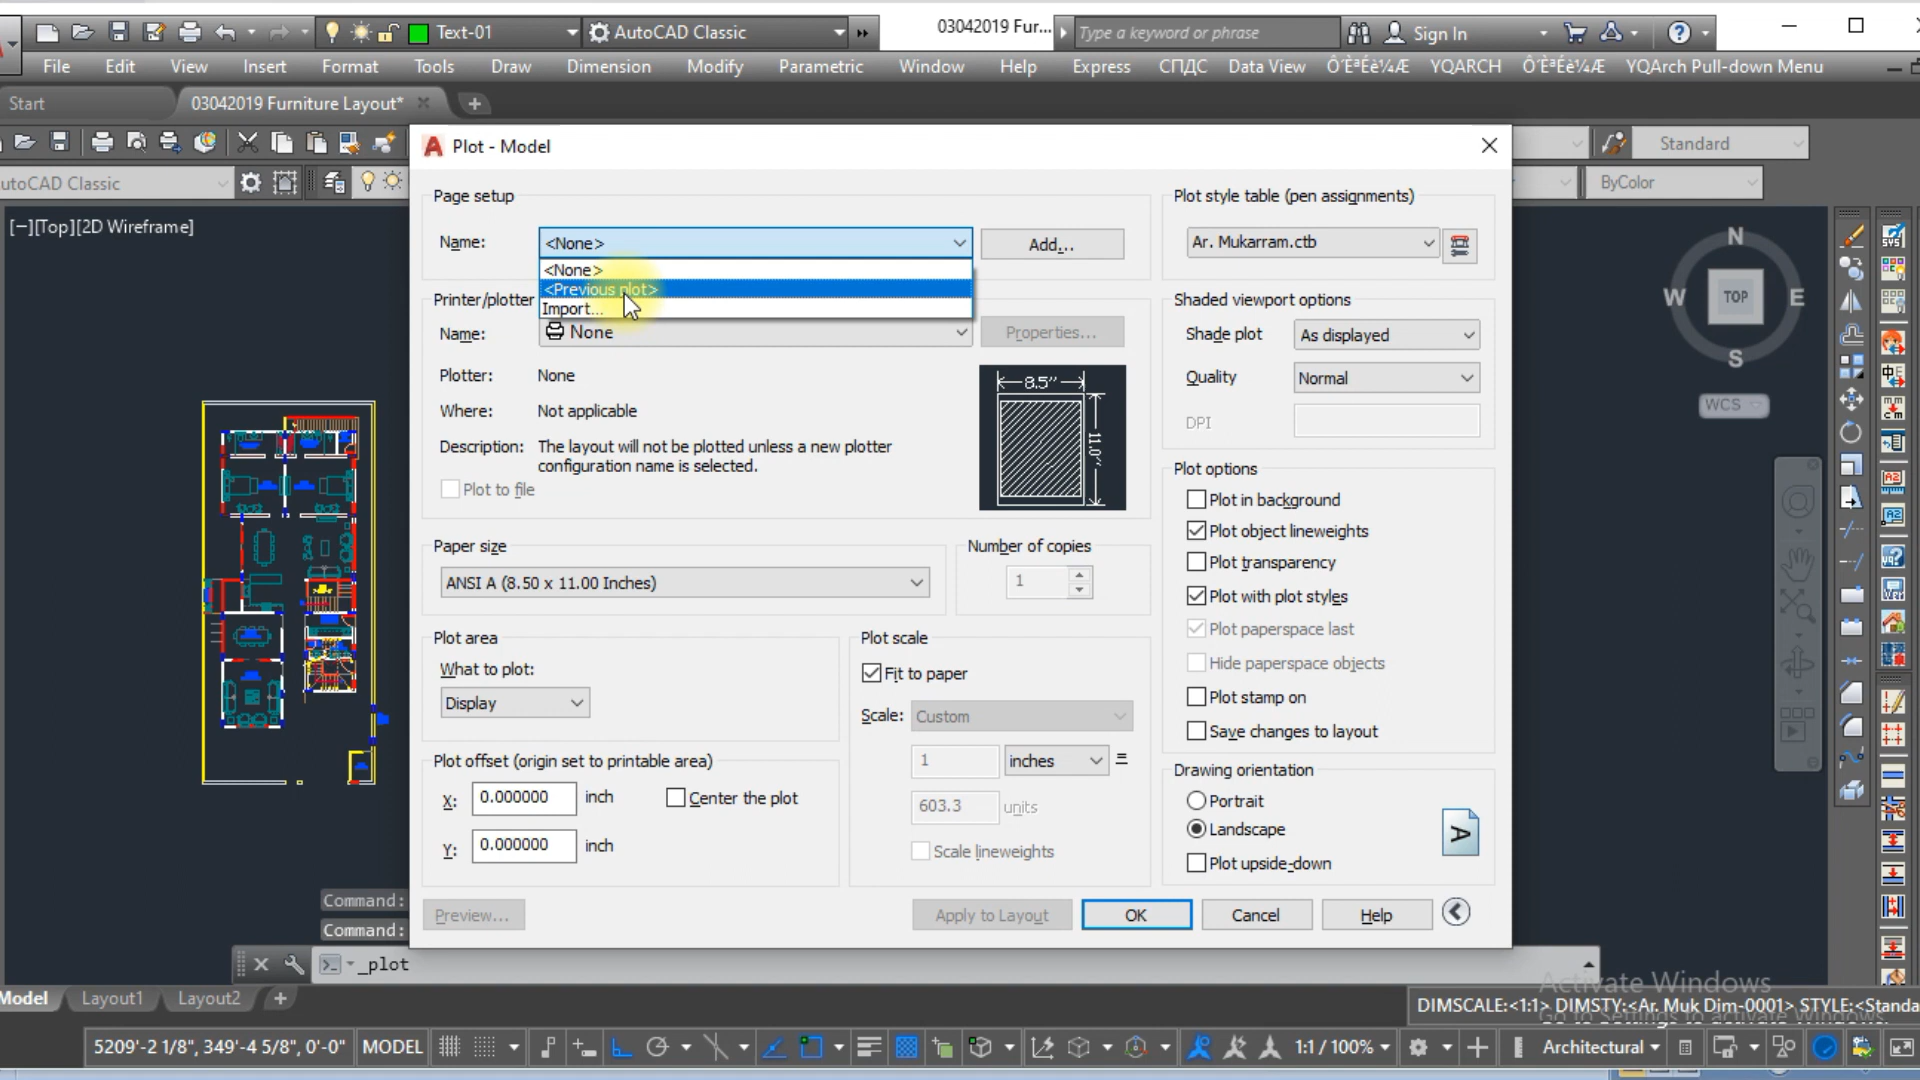 Text-01
AutoCAD Classic
03042019 Fur...
Type a keyword or phrase
Sign In
File Edit View Insert Format Tools Draw Dimension Modify Parametric Window Help Express СПДС Data View Ô´ÈªÉè¼Æ YQARCH Ô´ÈªÉè¼Æ YQArch Pull-down Menu
Start
03042019 Furniture Layout*
Plot - Model
Standard
utoCAD Classic
ByColor
[−][Top][2D Wireframe]
Page setup
Name: <None>
Add...
<None>
<Previous plot>
Import...
Plot style table (pen assignments)
Ar. Mukarram.ctb
Printer/plotter
Name: None
Properties...
Plotter: None
Where: Not applicable
Description: The layout will not be plotted unless a new plotter
configuration name is selected.
Plot to file
8.5″
11.0″
Shaded viewport options
Shade plot As displayed
Quality Normal
DPI
N
W TOP E
S
WCS
Paper size
ANSI A (8.50 x 11.00 Inches)
Number of copies
1
Plot options
Plot in background
Plot object lineweights
Plot transparency
Plot with plot styles
Plot paperspace last
Hide paperspace objects
Plot stamp on
Save changes to layout
Plot area
What to plot:
Display
Plot scale
Fit to paper
Scale: Custom
1 inches =
603.3 units
Scale lineweights
Plot offset (origin set to printable area)
X: 0.000000 inch
Center the plot
Y: 0.000000 inch
Drawing orientation
Portrait
Landscape
Plot upside-down
A
Preview...
Apply to Layout
OK
Cancel
Help
Command:
Command:
_plot
Activate Windows
Go to Settings to activate Windows.
Model Layout1 Layout2
DIMSCALE:<1:1> DIMSTY:<Ar. Muk Dim-0001> STYLE:<Standa
5209'-2 1/8", 349'-4 5/8", 0'-0" MODEL
1:1 / 100%
Architectural